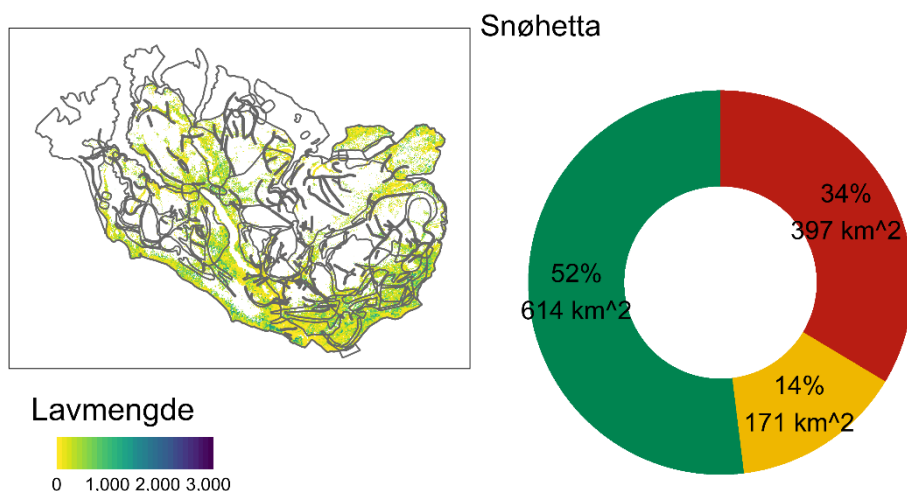 Snøhetta
34%
397 km^2
52%
614 km^2
14%
171 km^2
Lavmengde
0 1.000 2.000 3.000